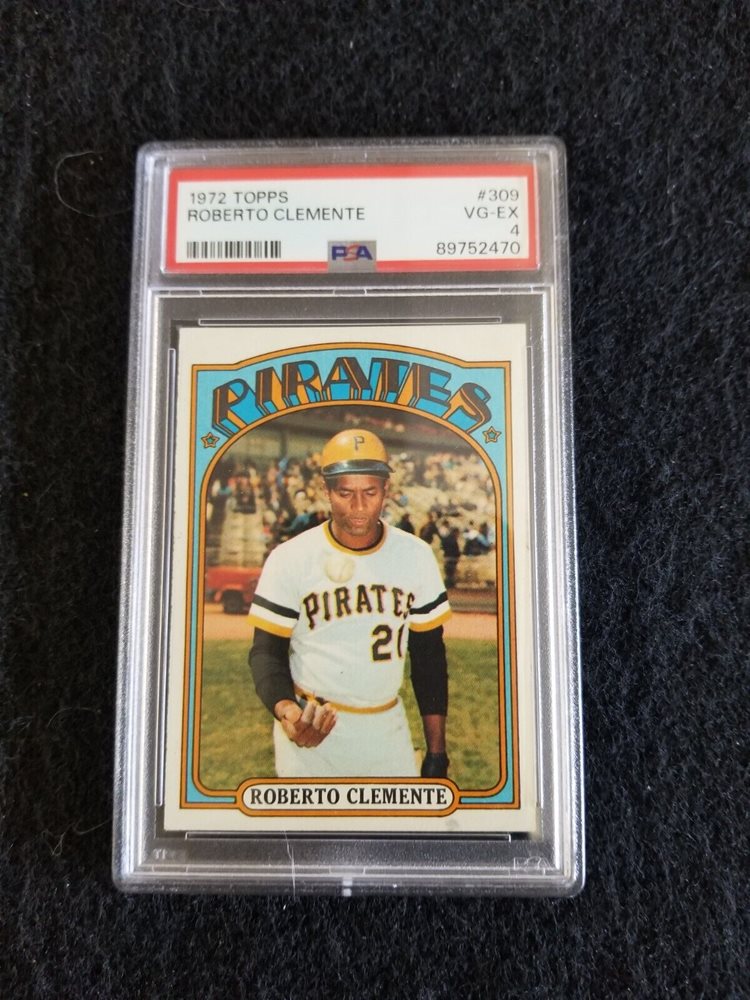 1972 TOPPS #309
ROBERTO CLEMENTE VG-EX
4
PSA 89752470
PIRATES
P
PIRATES
21
ROBERTO CLEMENTE